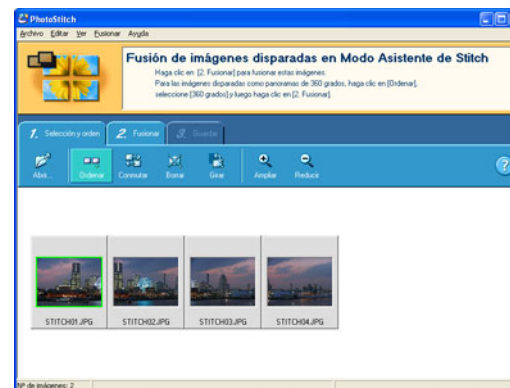 PhotoStitch
Archivo Editar Ver Fusionar Ayuda
Fusión de imágenes disparadas en Modo Asistente de Stitch
Haga clic en [2. Fusionar] para fusionar estas imágenes.
Para las imágenes disparadas como panoramas de 360 grados, haga clic en [Ordenar],
seleccione [360 grados] y luego haga clic en [2. Fusionar].
1. Selección y orden 2. Fusionar 3. Guardar
Abrir... Ordenar Conmutar Borrar Girar Ampliar Reducir ?
STITCH01.JPG STITCH02.JPG STITCH03.JPG STITCH04.JPG
Nº de imágenes: 2